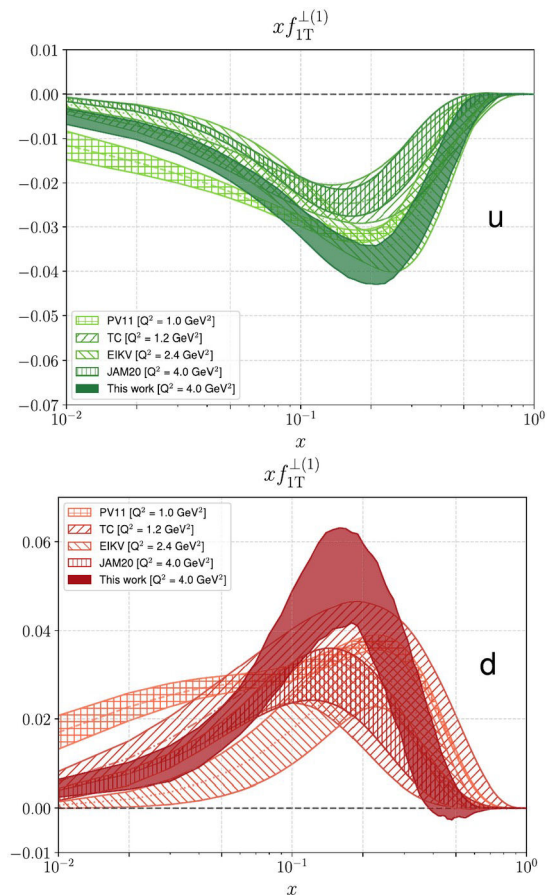 xf_{1T}^{⊥(1)}
0.01
0.00
−0.01
−0.02
−0.03
−0.04
−0.05
−0.06
−0.07
u
PV11 [Q² = 1.0 GeV²]
TC [Q² = 1.2 GeV²]
EIKV [Q² = 2.4 GeV²]
JAM20 [Q² = 4.0 GeV²]
This work [Q² = 4.0 GeV²]
10⁻² 10⁻¹ 10⁰
x
xf_{1T}^{⊥(1)}
PV11 [Q² = 1.0 GeV²]
TC [Q² = 1.2 GeV²]
EIKV [Q² = 2.4 GeV²]
JAM20 [Q² = 4.0 GeV²]
This work [Q² = 4.0 GeV²]
0.06
0.04
d
0.02
0.00
−0.01
10⁻² 10⁻¹ 10⁰
x